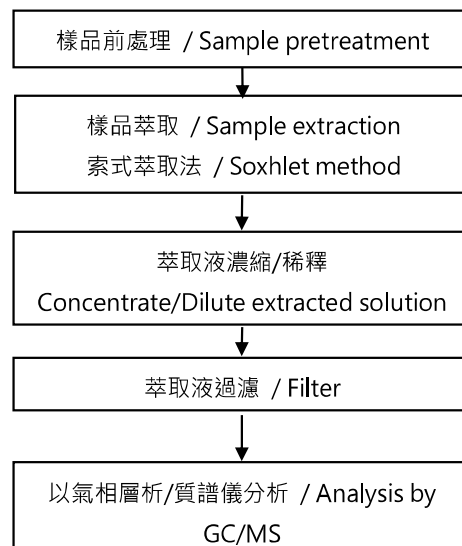 樣品前處理 / Sample pretreatment
樣品萃取 / Sample extraction
索式萃取法 / Soxhlet method
萃取液濃縮/稀釋
Concentrate/Dilute extracted solution
萃取液過濾 / Filter
以氣相層析/質譜儀分析 / Analysis by
GC/MS